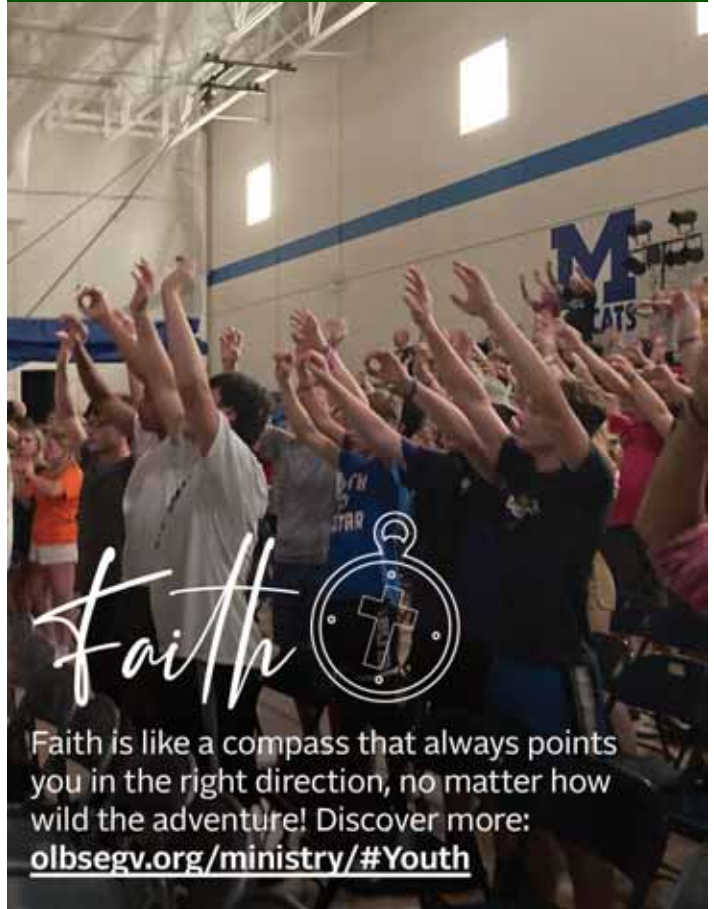 M
CATS
STAR
Faith
Faith is like a compass that always points
you in the right direction, no matter how
wild the adventure! Discover more:
olbsegv.org/ministry/#Youth